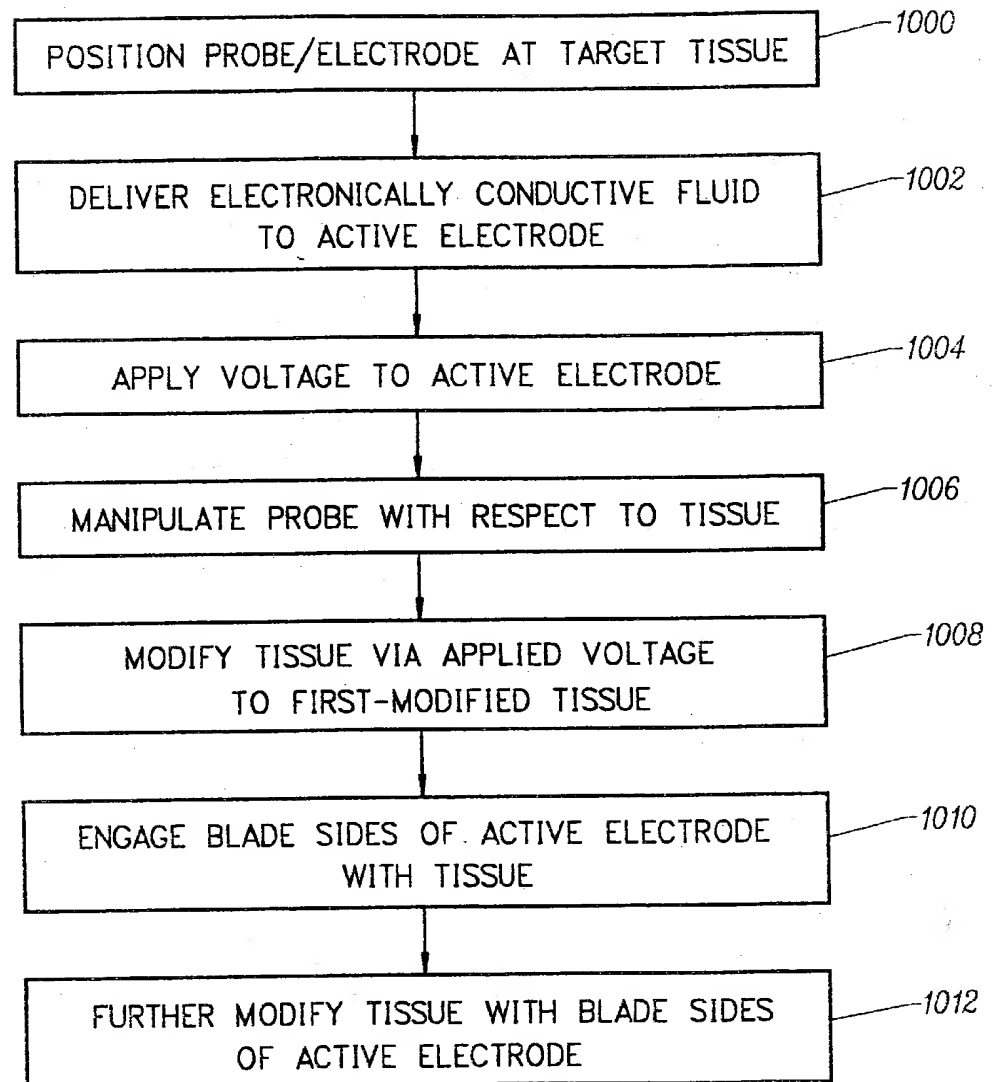 POSITION PROBE/ELECTRODE AT TARGET TISSUE
1000
DELIVER ELECTRONICALLY CONDUCTIVE FLUID
TO ACTIVE ELECTRODE
1002
APPLY VOLTAGE TO ACTIVE ELECTRODE
1004
MANIPULATE PROBE WITH RESPECT TO TISSUE
1006
MODIFY TISSUE VIA APPLIED VOLTAGE
TO FIRST-MODIFIED TISSUE
1008
ENGAGE BLADE SIDES OF ACTIVE ELECTRODE
WITH TISSUE
1010
FURTHER MODIFY TISSUE WITH BLADE SIDES
OF ACTIVE ELECTRODE
1012